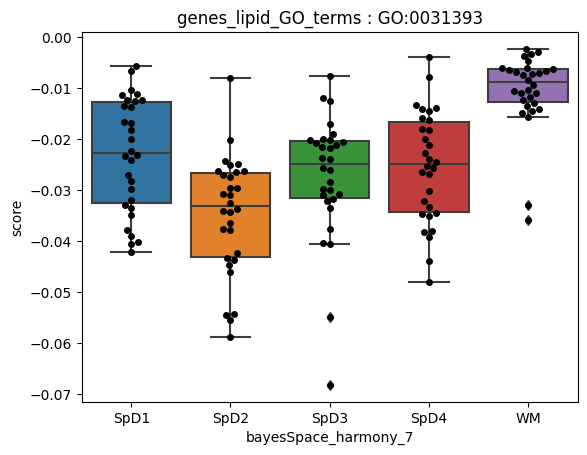 genes_lipid_GO_terms : GO:0031393
0.00
−0.01
−0.02
−0.03
−0.04
−0.05
−0.06
−0.07
score
SpD1 SpD2 SpD3 SpD4 WM
bayesSpace_harmony_7